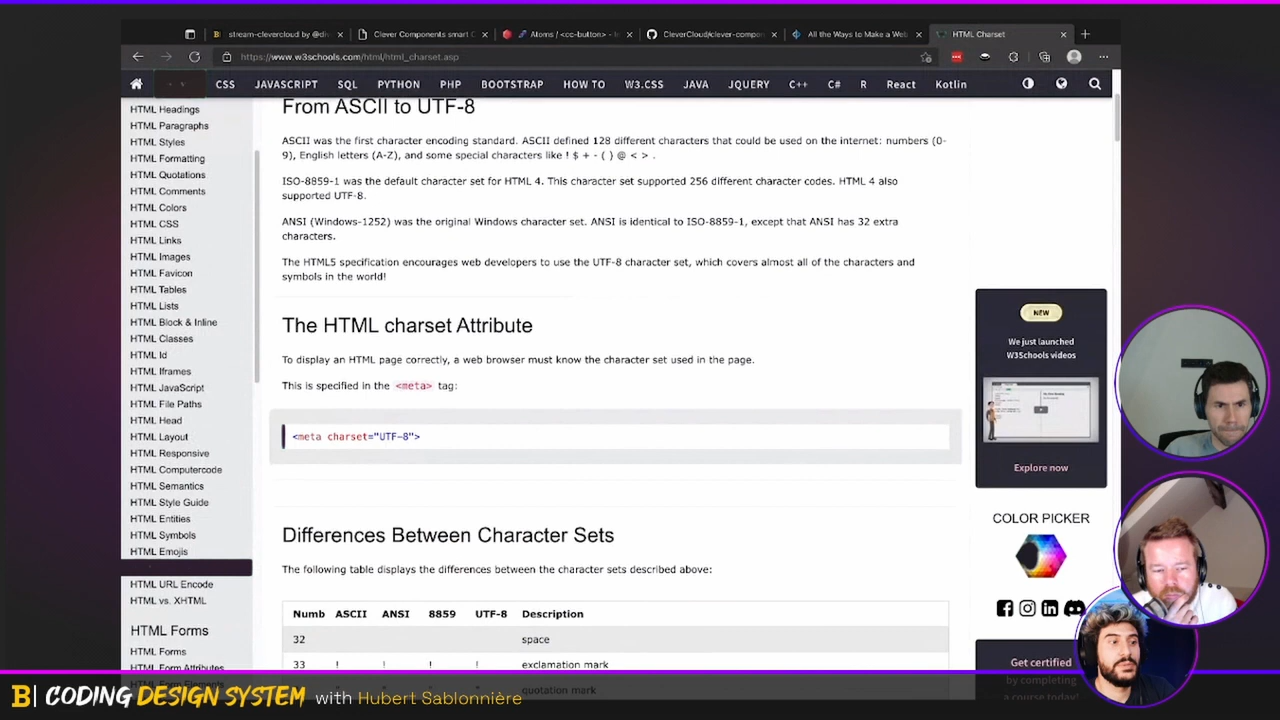 stream-clevercloud by @div
Clever Components smart C
Atoms / <cc-button> -
CleverCloud/clever-compon
All the Ways to Make a Web
HTML Charset
https://www.w3schools.com/html/html_charset.asp
CSS JAVASCRIPT SQL PYTHON PHP BOOTSTRAP HOW TO W3.CSS JAVA JQUERY C++ C# R React Kotlin
HTML Headings
HTML Paragraphs
HTML Styles
HTML Formatting
HTML Quotations
HTML Comments
HTML Colors
HTML CSS
HTML Links
HTML Images
HTML Favicon
HTML Tables
HTML Lists
HTML Block & Inline
HTML Classes
HTML Id
HTML Iframes
HTML JavaScript
HTML File Paths
HTML Head
HTML Layout
HTML Responsive
HTML Computercode
HTML Semantics
HTML Style Guide
HTML Entities
HTML Symbols
HTML Emojis
HTML URL Encode
HTML vs. XHTML
HTML Forms
HTML Forms
HTML Form Attributes
HTML Form Elements
From ASCII to UTF-8
ASCII was the first character encoding standard. ASCII defined 128 different characters that could be used on the internet: numbers (0-
9), English letters (A-Z), and some special characters like ! $ + - ( ) @ < > .
ISO-8859-1 was the default character set for HTML 4. This character set supported 256 different character codes. HTML 4 also
supported UTF-8.
ANSI (Windows-1252) was the original Windows character set. ANSI is identical to ISO-8859-1, except that ANSI has 32 extra
characters.
The HTML5 specification encourages web developers to use the UTF-8 character set, which covers almost all of the characters and
symbols in the world!
The HTML charset Attribute
To display an HTML page correctly, a web browser must know the character set used in the page.
This is specified in the <meta> tag:
<meta charset="UTF-8">
Differences Between Character Sets
The following table displays the differences between the character sets described above:
Numb ASCII ANSI 8859 UTF-8 Description
32 space
33 ! ! ! ! exclamation mark
quotation mark
NEW
We just launched
W3Schools videos
Explore now
COLOR PICKER
Get certified
by completing
a course today!
B| CODING DESIGN SYSTEM with Hubert Sablonnière